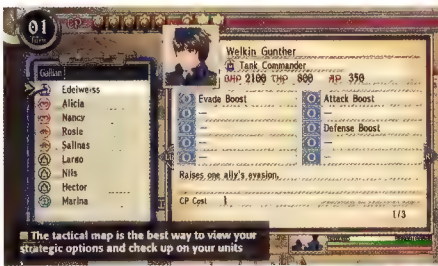 01
Turn
Gallian
Edelweiss
Alicia
Nancy
Rosie
Salinas
Largo
Nils
Hector
Marina
Welkin Gunther
Tank Commander
BHP 2100 THP 800 AP 350
Evade Boost
Attack Boost
Defense Boost
Raises one ally's evasion.
CP Cost
1/3
The tactical map is the best way to view your
strategic options and check up on your units